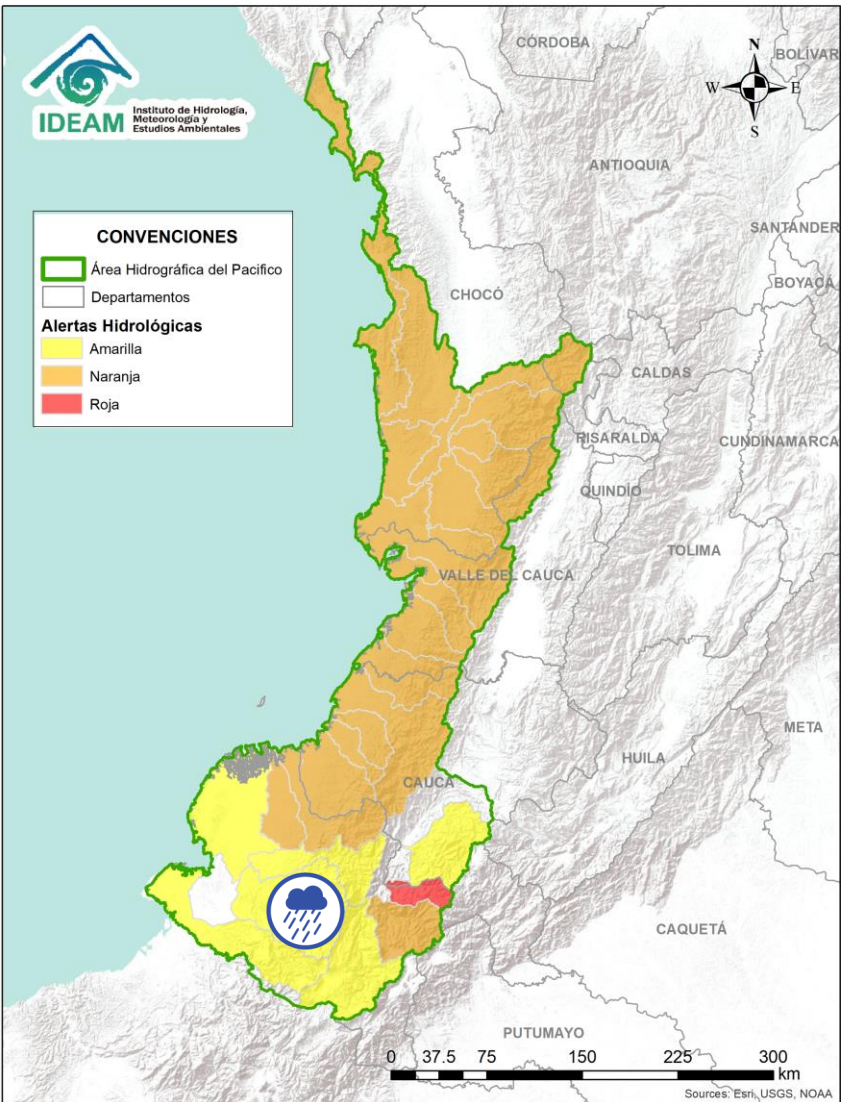 IDEAM
Instituto de Hidrología,
Meteorología y
Estudios Ambientales
N
W
E
S
CÓRDOBA
BOLIVAR
ANTIOQUIA
SANTANDER
BOYACÁ
CHOCÓ
CONVENCIONES
Área Hidrográfica del Pacifico
Departamentos
Alertas Hidrológicas
Amarilla
Naranja
Roja
CALDAS
RISARALDA
CUNDINAMARCA
QUINDÍO
TOLIMA
VALLE DEL CAUCA
META
HUILA
CAUCA
CAQUETÁ
PUTUMAYO
0 37.5 75 150 225 300
km
Sources: Esri, USGS, NOAA